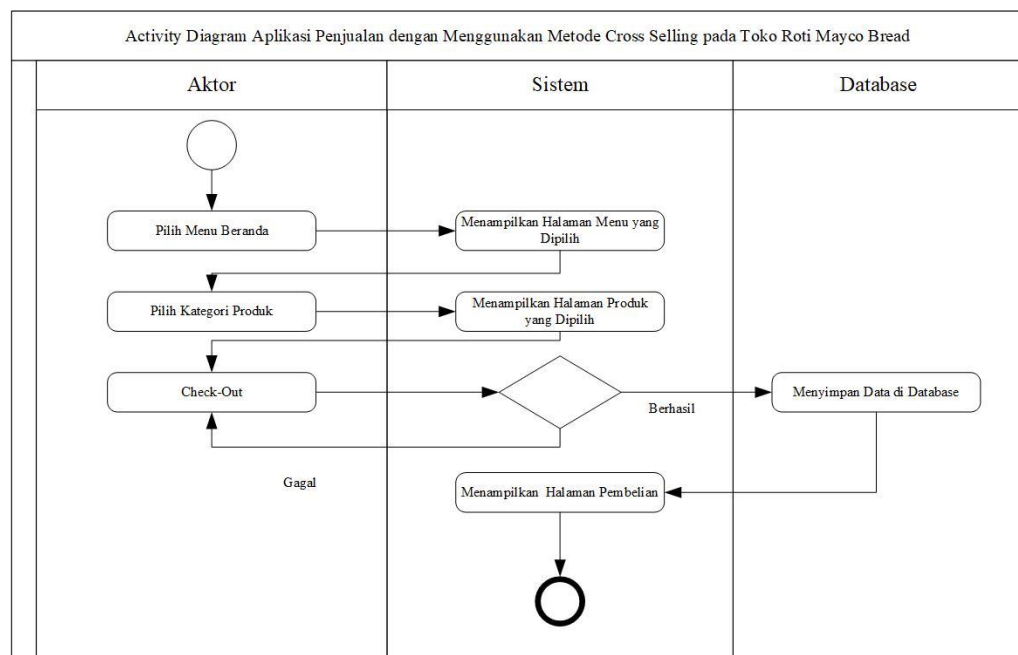 Activity Diagram Aplikasi Penjualan dengan Menggunakan Metode Cross Selling pada Toko Roti Mayco Bread
Aktor
Sistem
Database
Pilih Menu Beranda
Menampilkan Halaman Menu yang
Dipilih
Pilih Kategori Produk
Menampilkan Halaman Produk
yang Dipilih
Check-Out
Berhasil
Menyimpan Data di Database
Gagal
Menampilkan Halaman Pembelian